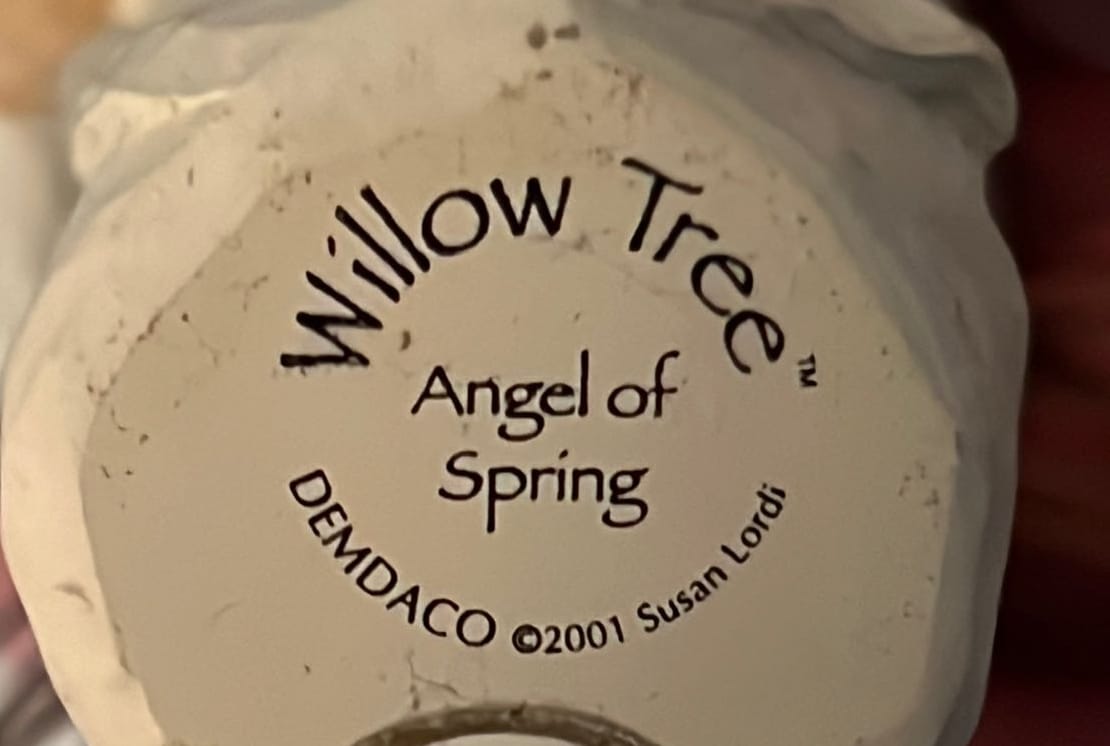 Willow Tree™
Angel of
Spring
DEMDACO ©2001 Susan Lordi